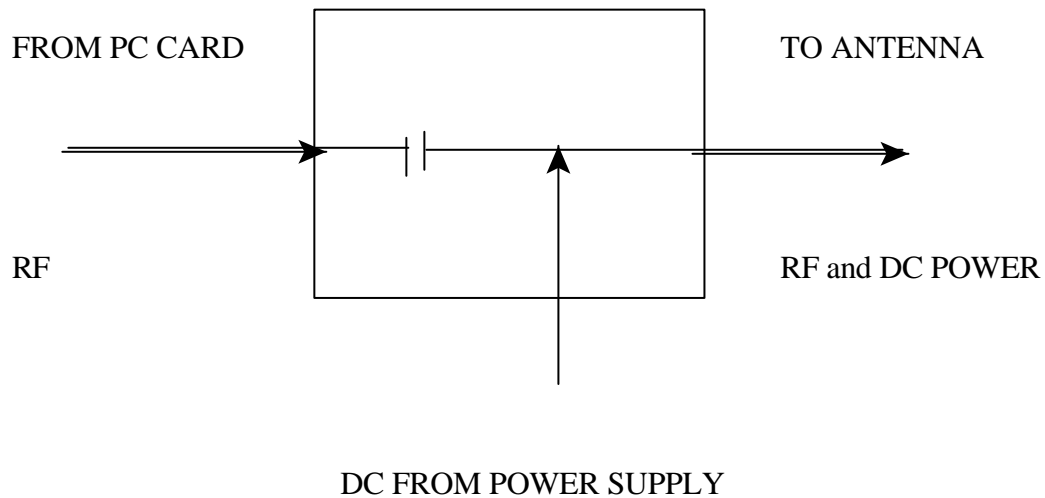 FROM PC CARD
TO ANTENNA
RF
RF and DC POWER
DC FROM POWER SUPPLY